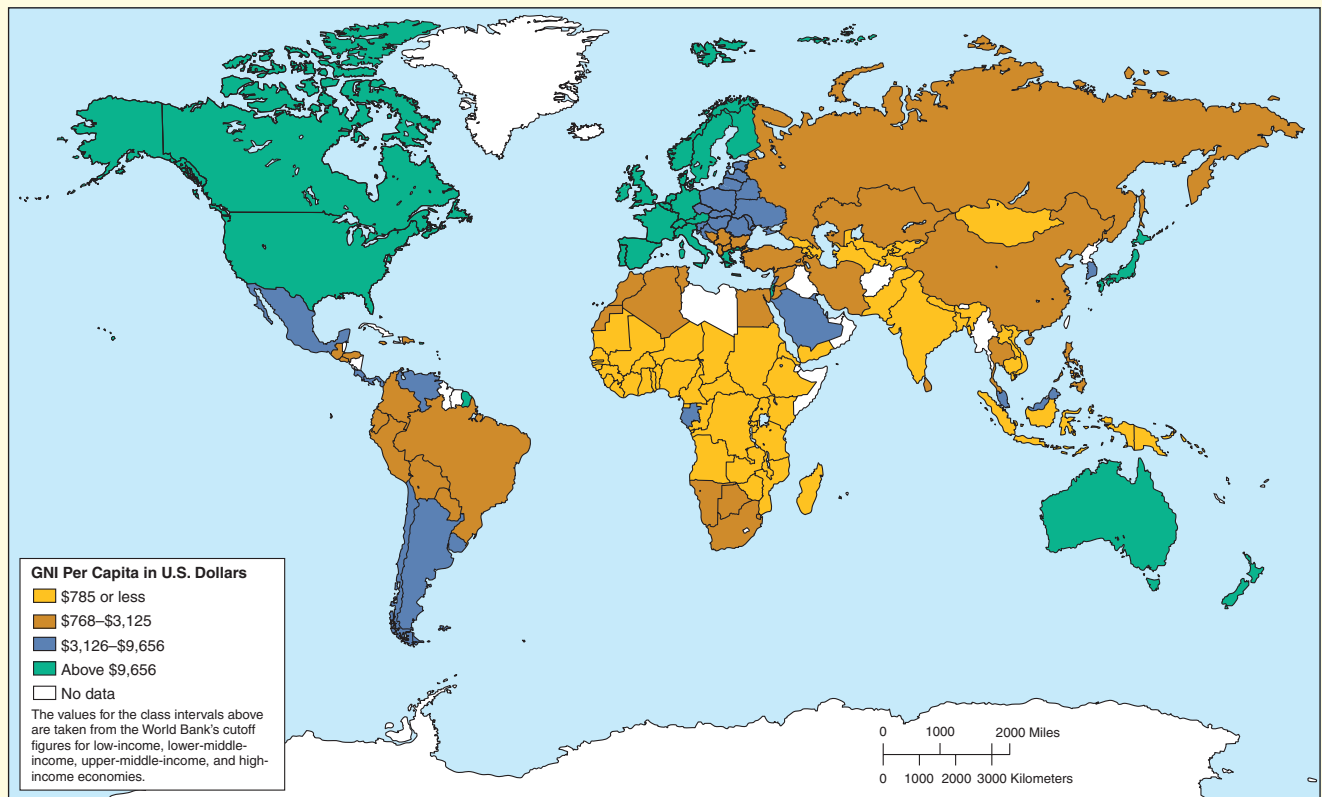 GNI Per Capita in U.S. Dollars
$785 or less
$768–$3,125
$3,126–$9,656
Above $9,656
No data
The values for the class intervals above
are taken from the World Bank's cutoff
figures for low-income, lower-middle-
income, upper-middle-income, and high-
income economies.
0 1000 2000 Miles
0 1000 2000 3000 Kilometers